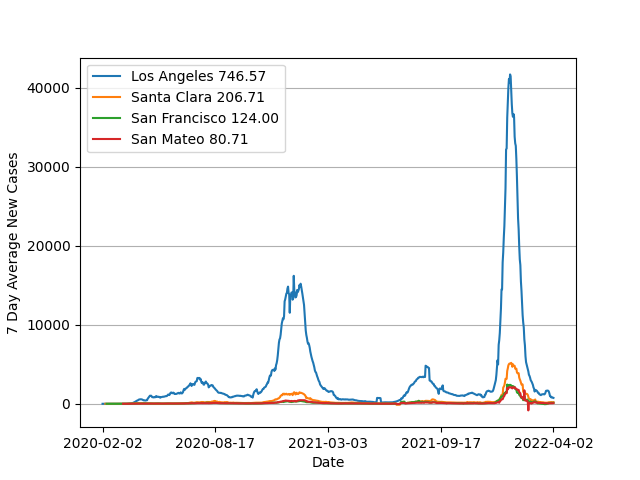 Los Angeles 746.57
Santa Clara 206.71
San Francisco 124.00
San Mateo 80.71
40000
30000
20000
10000
0
7 Day Average New Cases
2020-02-02 2020-08-17 2021-03-03 2021-09-17 2022-04-02
Date